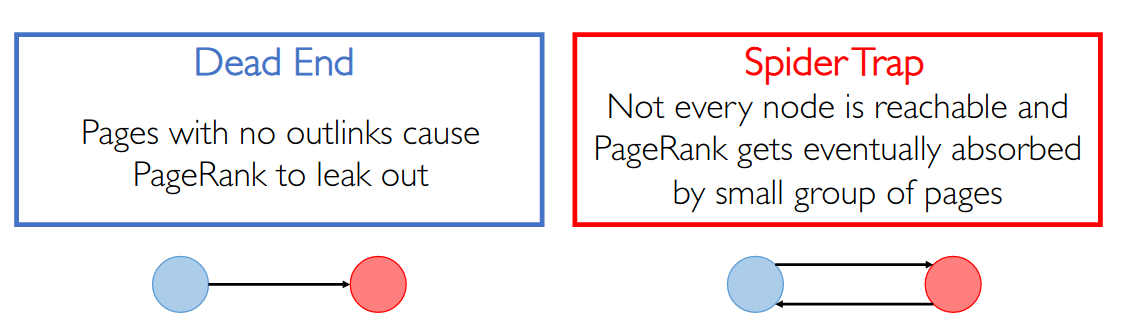 Dead End
Pages with no outlinks cause
PageRank to leak out
Spider Trap
Not every node is reachable and
PageRank gets eventually absorbed
by small group of pages